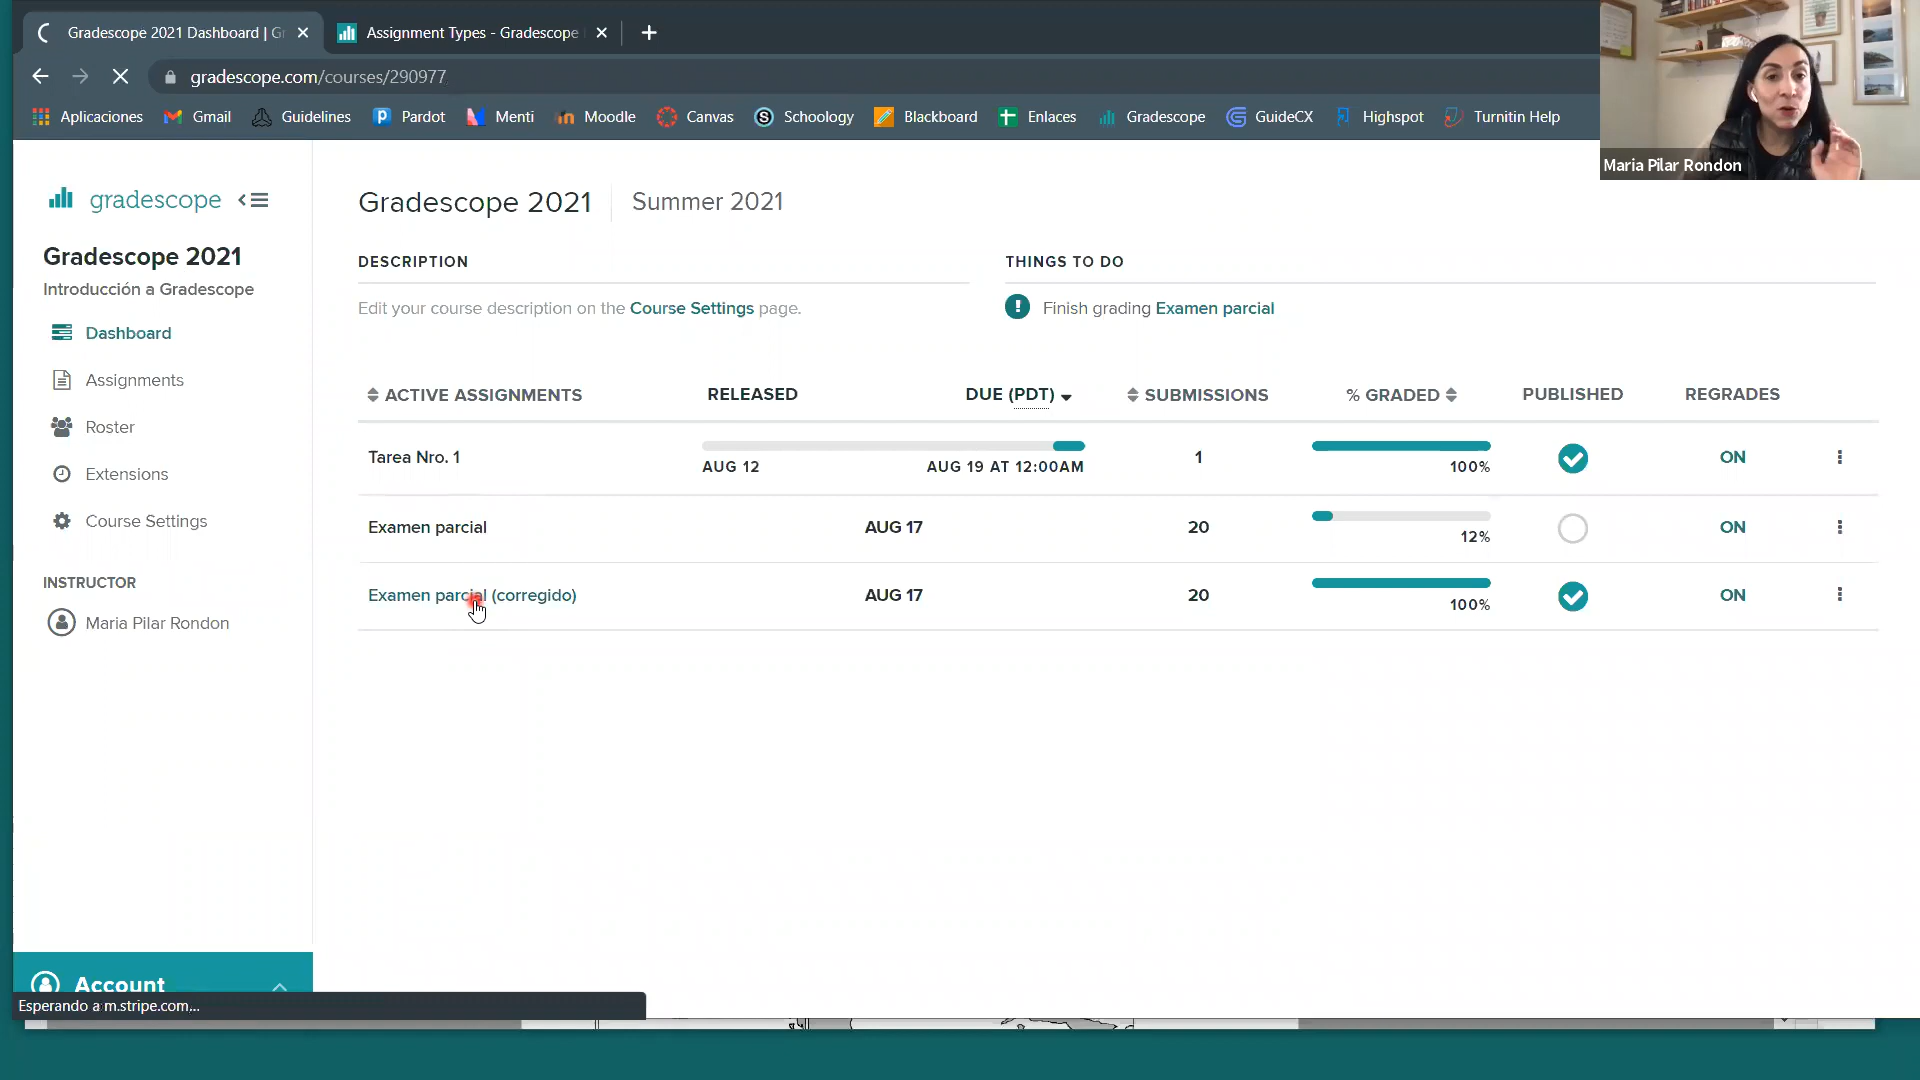 Gradescope 2021 Dashboard | G
Assignment Types - Gradescope
gradescope.com/courses/290977
Aplicaciones
Gmail
Guidelines
Pardot
Menti
Moodle
Canvas
Schoology
Blackboard
Enlaces
Gradescope
GuideCX
Highspot
Turnitin Help
Maria Pilar Rondon
gradescope
Gradescope 2021
Introducción a Gradescope
Dashboard
Assignments
Roster
Extensions
Course Settings
INSTRUCTOR
Maria Pilar Rondon
Account
Esperando a m.stripe.com...
Gradescope 2021
Summer 2021
DESCRIPTION
Edit your course description on the Course Settings page.
THINGS TO DO
! Finish grading Examen parcial
ACTIVE ASSIGNMENTS RELEASED DUE (PDT) SUBMISSIONS % GRADED PUBLISHED REGRADES
Tarea Nro. 1 AUG 12 AUG 19 AT 12:00AM 1 100% ON
Examen parcial AUG 17 20 12% ON
Examen parcial (corregido) AUG 17 20 100% ON